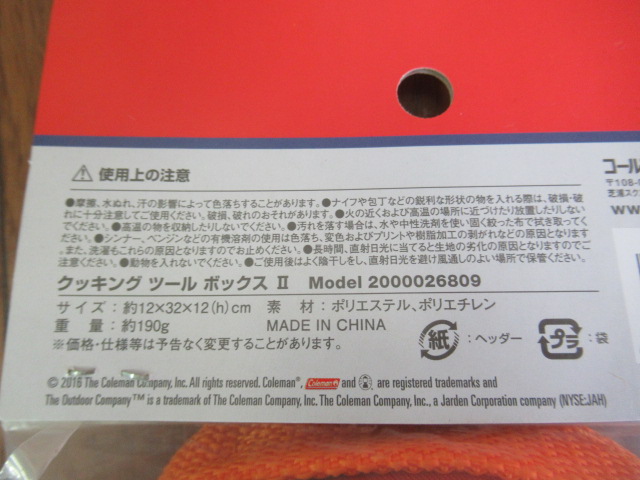 ⚠ 使用上の注意
●摩擦、水ぬれ、汗の影響によって色落ちすることがあります。●ナイフや包丁などの鋭利な形状の物を入れる際は、破損・破
れに十分注意してご使用ください。破損、破れのおそれがあります。●火の近くおよび高温の場所に近づけたり放置したりしない
でください。●高温の物を収納したりしないでください。●汚れを落す場合は、水や中性洗剤を使い固く絞った布で拭き取ってく
ださい。●シンナー、ベンジンなどの有機溶剤の使用は色落ち、変色およびプリントや樹脂加工の剥がれなどの原因となります
。また、洗濯もこれらの原因となりますのでお止めください。●長時間、直射日光に当てると生地の劣化の原因となりますのでご
注意ください。●動物を入れないでください。●ご使用後はよく陰干しをし、直射日光を避け風通しのよい場所で保管ください。
クッキング ツール ボックス Ⅱ Model 2000026809
サイズ：約12×32×12(h)cm 素 材：ポリエステル、ポリエチレン
重 量：約190g MADE IN CHINA
※価格・仕様等は予告なく変更することがあります。
紙：ヘッダー プラ：袋
© 2016 The Coleman Company, Inc. All rights reserved. Coleman®, Coleman and are registered trademarks and
The Outdoor Company™ is a trademark of The Coleman Company, Inc. The Coleman Company, Inc., a Jarden Corporation company (NYSE:JAH)
コール
〒108-
芝浦スク
ww